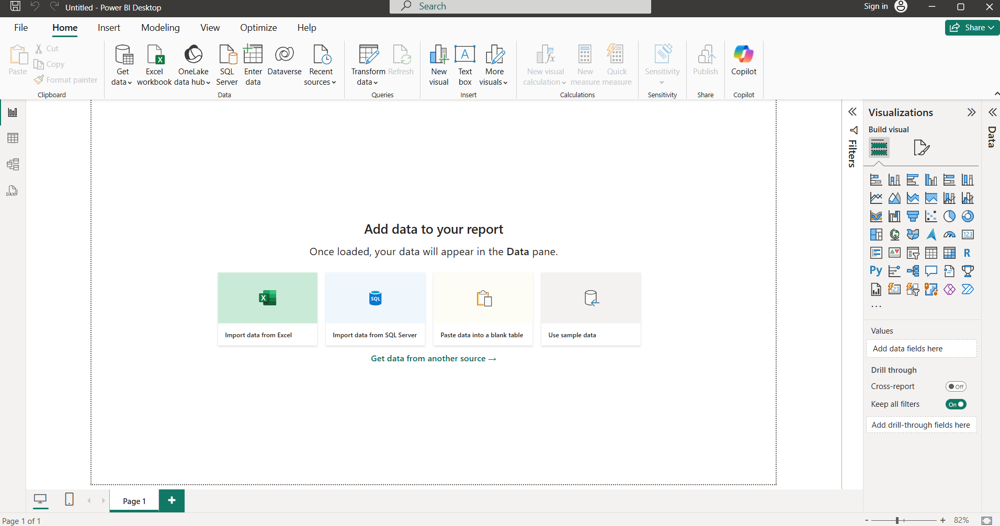 Untitled - Power BI Desktop
Search
Sign in
File Home Insert Modeling View Optimize Help
Share
Paste
Cut
Copy
Format painter
Clipboard
Get data
Excel workbook
OneLake data hub
SQL Server
Enter data
Dataverse
Recent sources
Data
Transform data
Refresh
Queries
New visual
Text box
A
More visuals
Insert
New visual calculation
fx
New measure
Quick measure
Calculations
Sensitivity
Sensitivity
Publish
Share
Copilot
Copilot
DAX
Add data to your report
Once loaded, your data will appear in the Data pane.
X
SQL
Import data from Excel
Import data from SQL Server
Paste data into a blank table
Use sample data
Get data from another source →
Filters
Visualizations
Build visual
123
R
Py
123
...
Values
Add data fields here
Drill through
Cross-report
Off
Keep all filters
On
Add drill-through fields here
Data
Page 1
+
Page 1 of 1
- + 82%